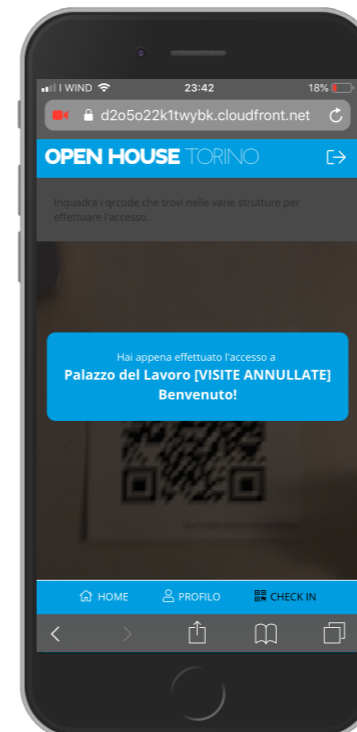 I WIND 23:42 18%
d2o5o22k1twybk.cloudfront.net
OPEN HOUSE TORINO
Inquadra i qrcode che trovi nelle varie strutture per
effettuare l'accesso.
Hai appena effettuato l'accesso a
Palazzo del Lavoro [VISITE ANNULLATE]
Benvenuto!
HOME PROFILO CHECK IN